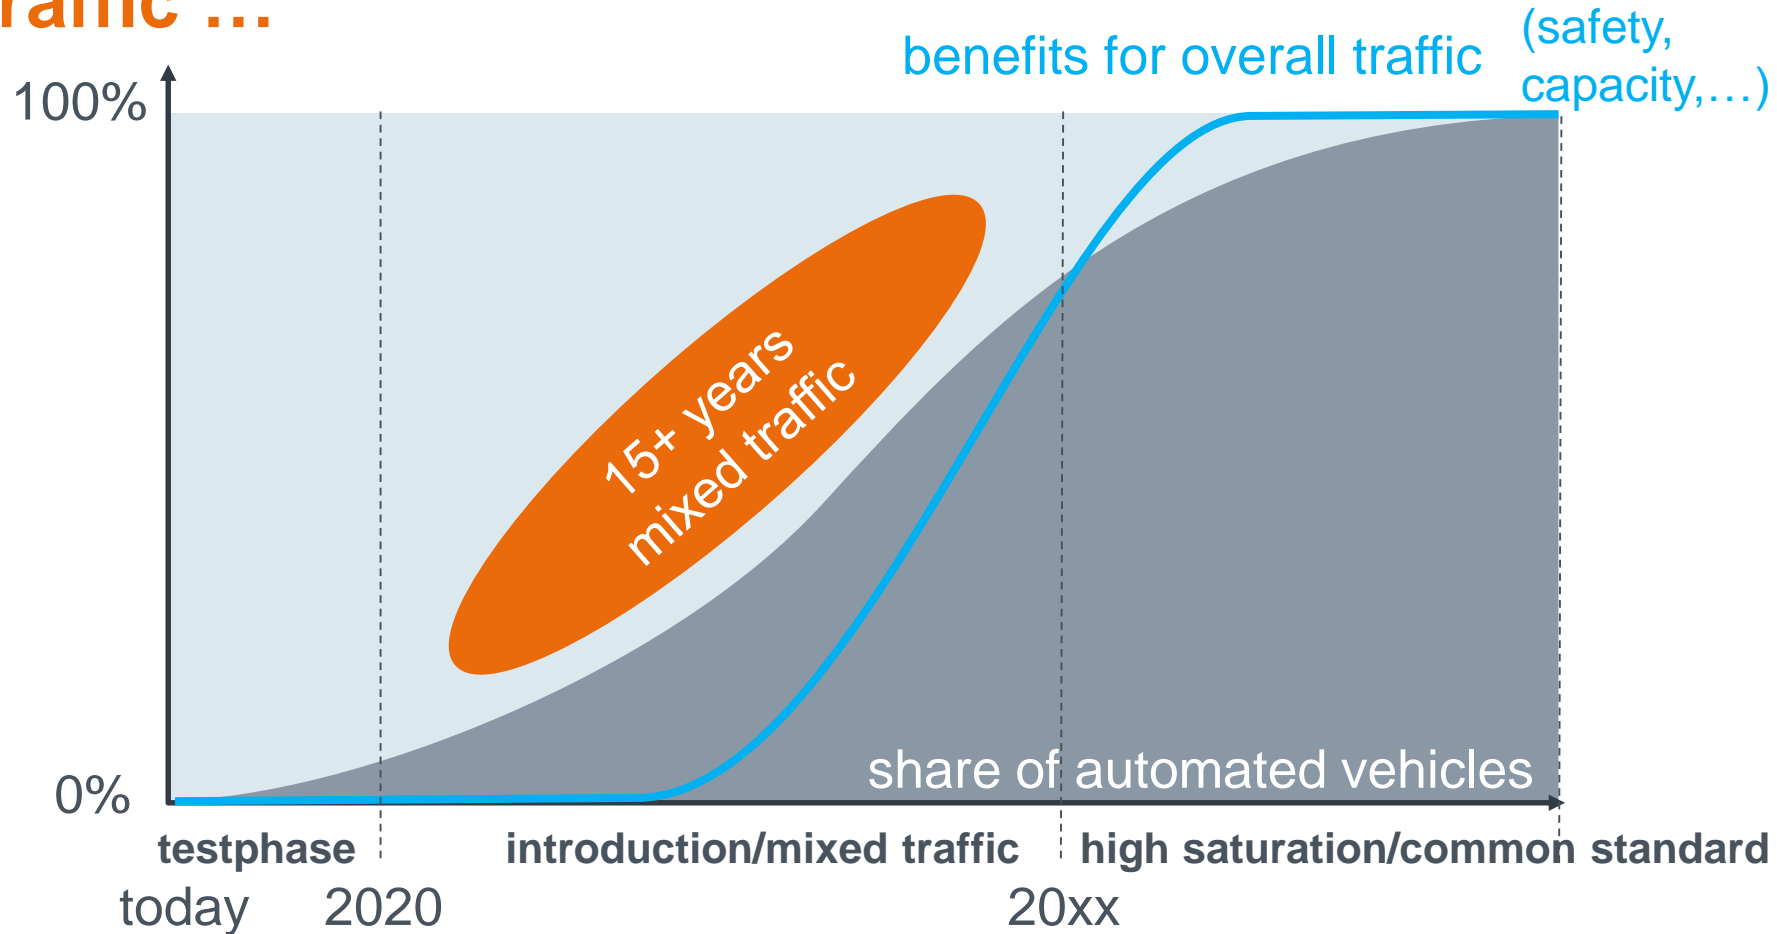 raffic …
benefits for overall traffic
(safety,
capacity,…)
100%
15+ years
mixed traffic
share of automated vehicles
0%
testphase
introduction/mixed traffic
high saturation/common standard
today
2020
20xx